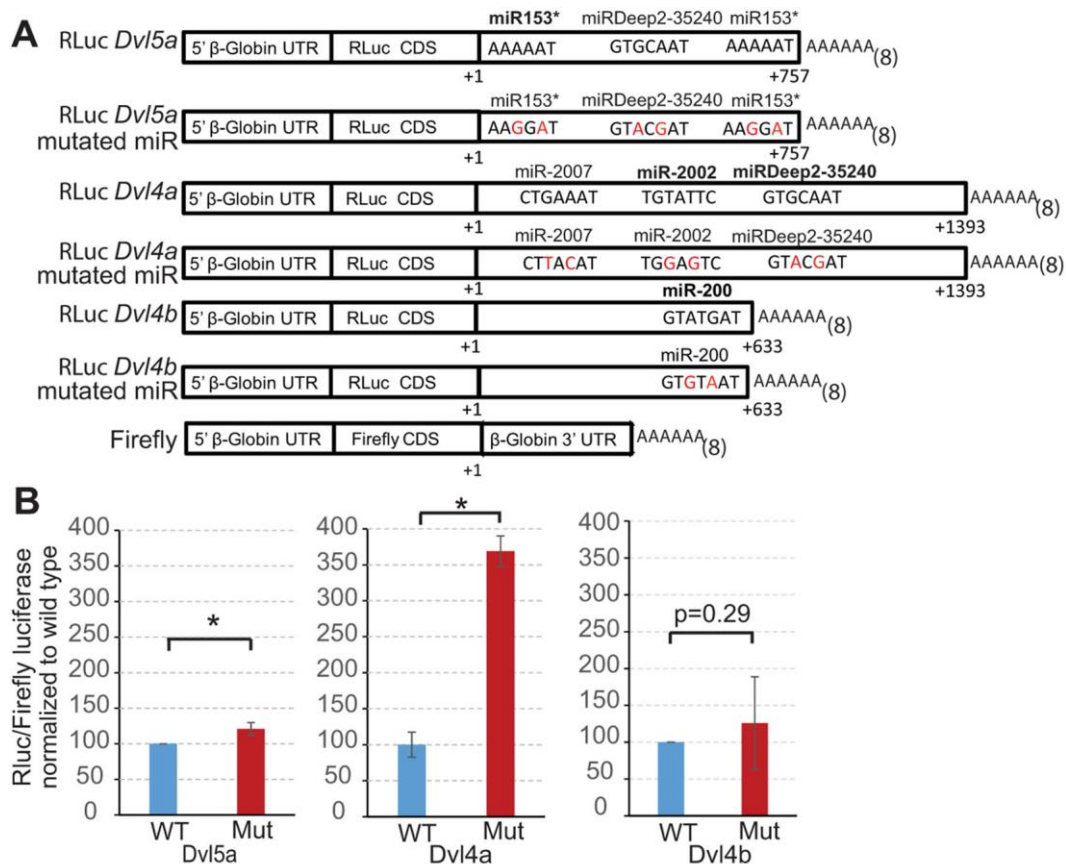 A
miR153* miRDeep2-35240 miR153*
RLuc Dvl5a 5' β-Globin UTR RLuc CDS AAAAAT GTGCAAT AAAAAT AAAAAA(8)
+1 +757
miR153* miRDeep2-35240 miR153*
RLuc Dvl5a
mutated miR 5' β-Globin UTR RLuc CDS AAGGAT GTACGAT AAGGAT AAAAAA(8)
+1 +757
miR-2007 miR-2002 miRDeep2-35240
RLuc Dvl4a 5' β-Globin UTR RLuc CDS CTGAAAT TGTATTC GTGCAAT AAAAAA(8)
+1 +1393
miR-2007 miR-2002 miRDeep2-35240
RLuc Dvl4a
mutated miR 5' β-Globin UTR RLuc CDS CTTACAT TGGAGTC GTACGAT AAAAAA(8)
+1 +1393
miR-200
RLuc Dvl4b 5' β-Globin UTR RLuc CDS GTATGAT AAAAAA(8)
+1 +633
miR-200
RLuc Dvl4b
mutated miR 5' β-Globin UTR RLuc CDS GTGTAAT AAAAAA(8)
+1 +633
Firefly 5' β-Globin UTR Firefly CDS β-Globin 3' UTR AAAAAA(8)
+1
B
Rluc/Firefly luciferase
normalized to wild type
400
350
300
250
200
150
100
50
0
*
WT Mut
Dvl5a
400
350
300
250
200
150
100
50
0
*
WT Mut
Dvl4a
400
350
300
250
200
150
100
50
0
p=0.29
WT Mut
Dvl4b